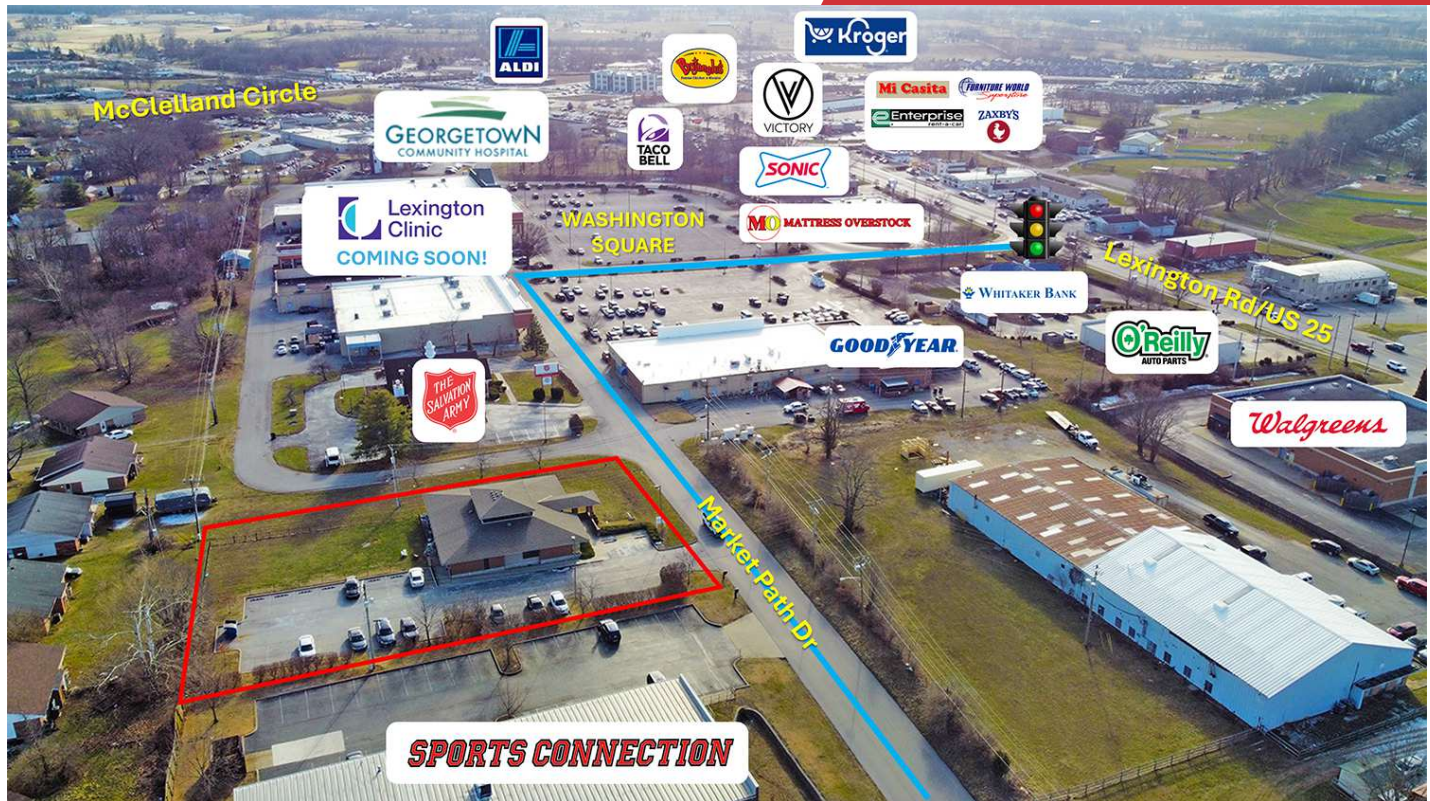 Kroger
ALDI
Bojangles
McClelland Circle
VICTORY
Mi Casita
FURNITURE WORLD
Superstore
Enterprise
rent-a-car
ZAXBY'S
GEORGETOWN
COMMUNITY HOSPITAL
TACO
BELL
SONIC
Lexington
Clinic
COMING SOON!
WASHINGTON
SQUARE
MO MATTRESS OVERSTOCK
Lexington Rd/US 25
WHITAKER BANK
GOODYEAR
O'Reilly
AUTO PARTS
THE
SALVATION
ARMY
Walgreens
Market Path Dr
SPORTS CONNECTION